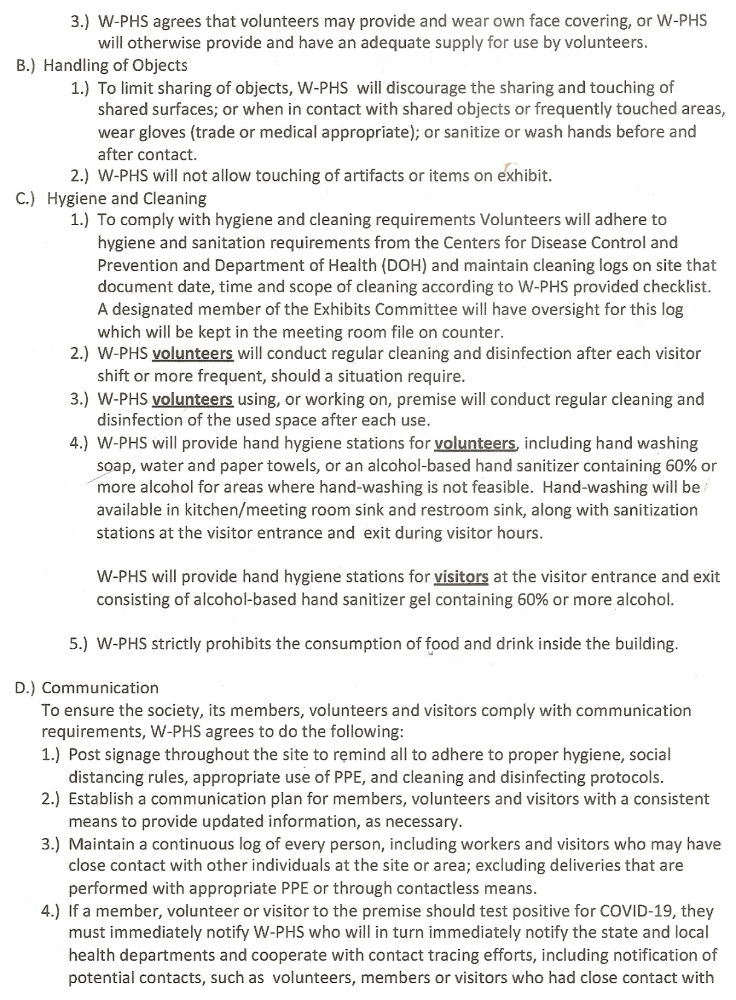 3.) W-PHS agrees that volunteers may provide and wear own face covering, or W-PHS
will otherwise provide and have an adequate supply for use by volunteers.
B.) Handling of Objects
1.) To limit sharing of objects, W-PHS  will discourage the sharing and touching of
shared surfaces; or when in contact with shared objects or frequently touched areas,
wear gloves (trade or medical appropriate); or sanitize or wash hands before and
after contact.
2.) W-PHS will not allow touching of artifacts or items on exhibit.
C.) Hygiene and Cleaning
1.) To comply with hygiene and cleaning requirements Volunteers will adhere to
hygiene and sanitation requirements from the Centers for Disease Control and
Prevention and Department of Health (DOH) and maintain cleaning logs on site that
document date, time and scope of cleaning according to W-PHS provided checklist.
A designated member of the Exhibits Committee will have oversight for this log
which will be kept in the meeting room file on counter.
2.) W-PHS volunteers will conduct regular cleaning and disinfection after each visitor
shift or more frequent, should a situation require.
3.) W-PHS volunteers using, or working on, premise will conduct regular cleaning and
disinfection of the used space after each use.
4.) W-PHS will provide hand hygiene stations for volunteers, including hand washing
soap, water and paper towels, or an alcohol-based hand sanitizer containing 60% or
more alcohol for areas where hand-washing is not feasible.  Hand-washing will be
available in kitchen/meeting room sink and restroom sink, along with sanitization
stations at the visitor entrance and  exit during visitor hours.
W-PHS will provide hand hygiene stations for visitors at the visitor entrance and exit
consisting of alcohol-based hand sanitizer gel containing 60% or more alcohol.
5.) W-PHS strictly prohibits the consumption of food and drink inside the building.
D.) Communication
To ensure the society, its members, volunteers and visitors comply with communication
requirements, W-PHS agrees to do the following:
1.) Post signage throughout the site to remind all to adhere to proper hygiene, social
distancing rules, appropriate use of PPE, and cleaning and disinfecting protocols.
2.) Establish a communication plan for members, volunteers and visitors with a consistent
means to provide updated information, as necessary.
3.) Maintain a continuous log of every person, including workers and visitors who may have
close contact with other individuals at the site or area; excluding deliveries that are
performed with appropriate PPE or through contactless means.
4.) If a member, volunteer or visitor to the premise should test positive for COVID-19, they
must immediately notify W-PHS who will in turn immediately notify the state and local
health departments and cooperate with contact tracing efforts, including notification of
potential contacts, such as  volunteers, members or visitors who had close contact with